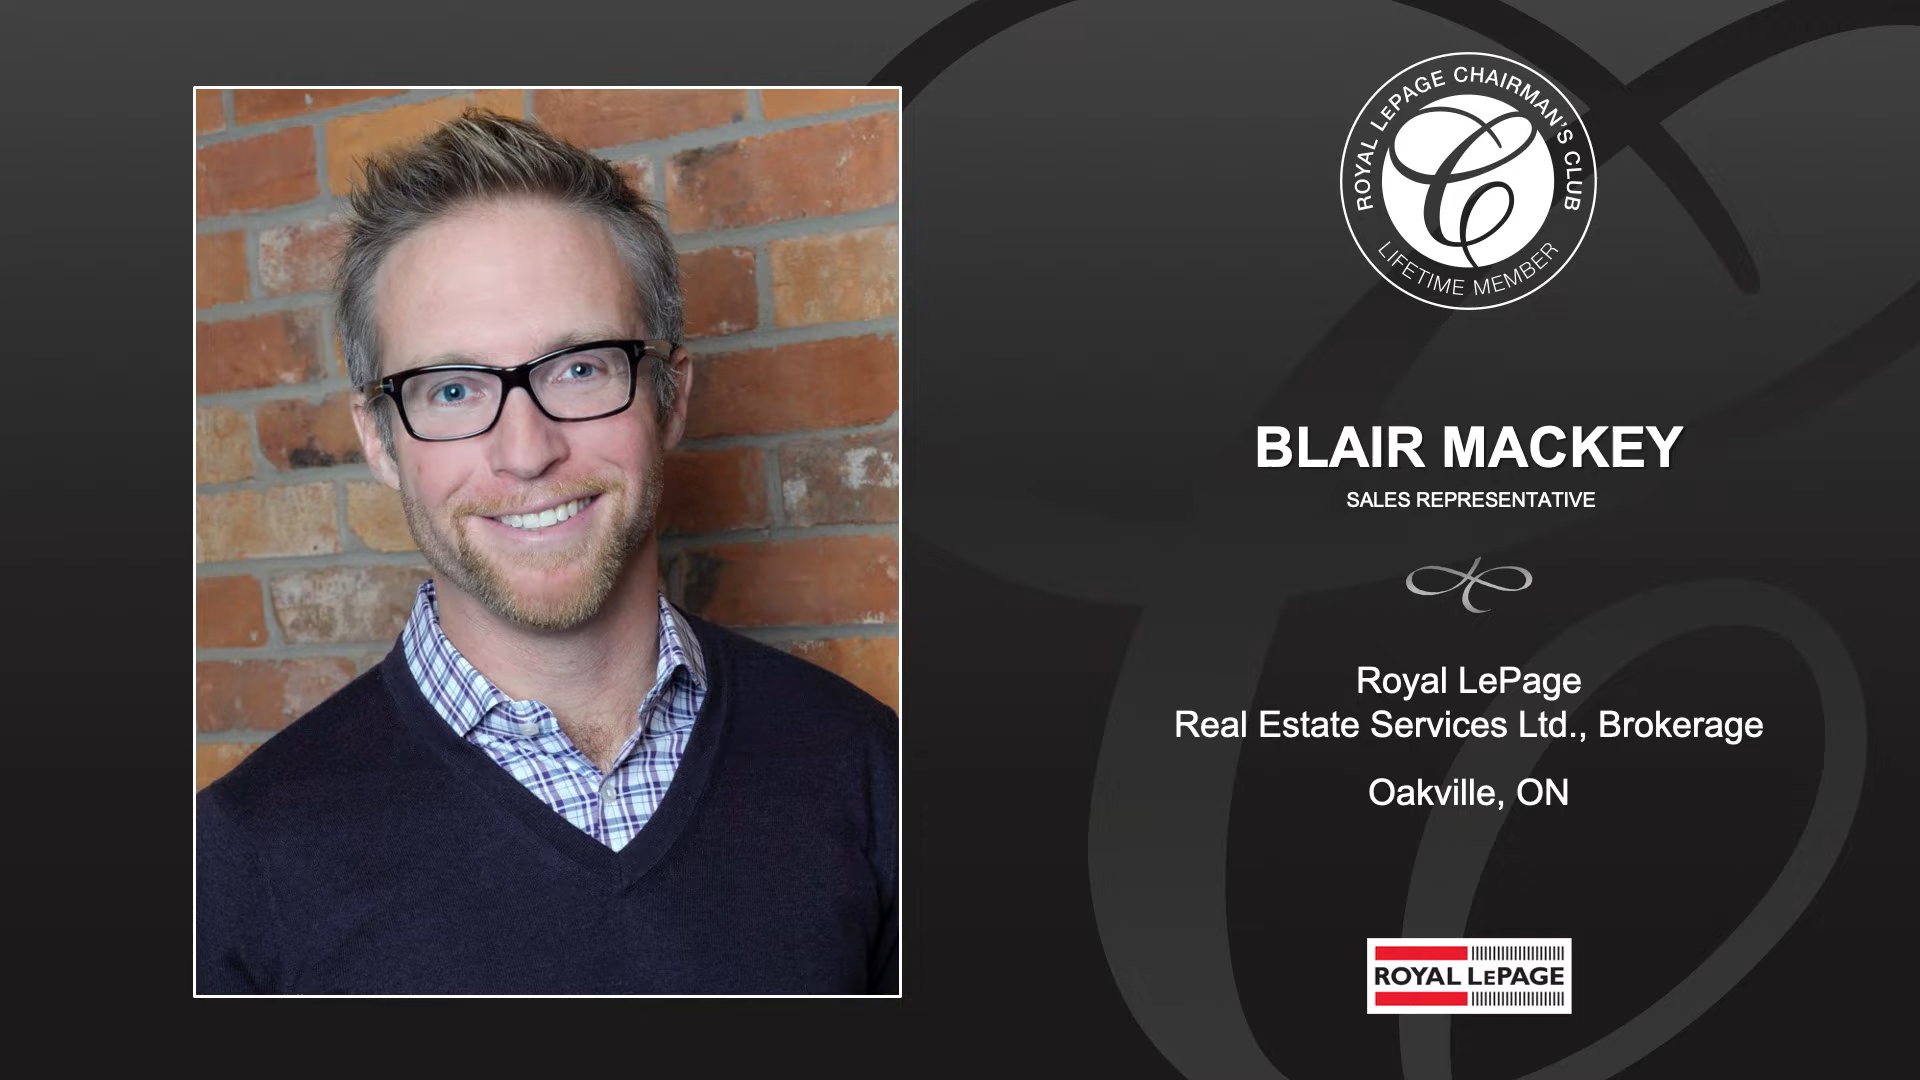 ROYAL LEPAGE CHAIRMAN'S CLUB
LIFETIME MEMBER
BLAIR MACKEY
SALES REPRESENTATIVE
Royal LePage
Real Estate Services Ltd., Brokerage
Oakville, ON
ROYAL LEPAGE